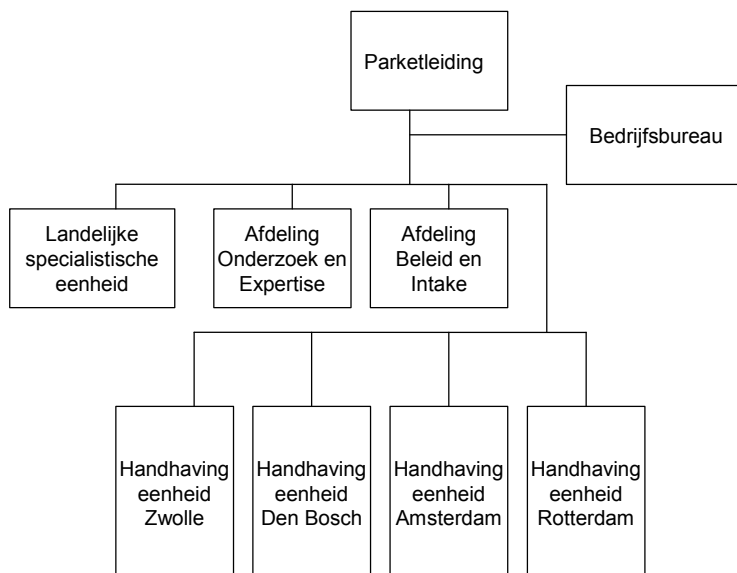 Parketleiding
Bedrijfsbureau
Landelijke
specialistische
eenheid
Afdeling
Onderzoek en
Expertise
Afdeling
Beleid en
Intake
Handhaving
eenheid
Zwolle
Handhaving
eenheid
Den Bosch
Handhaving
eenheid
Amsterdam
Handhaving
eenheid
Rotterdam